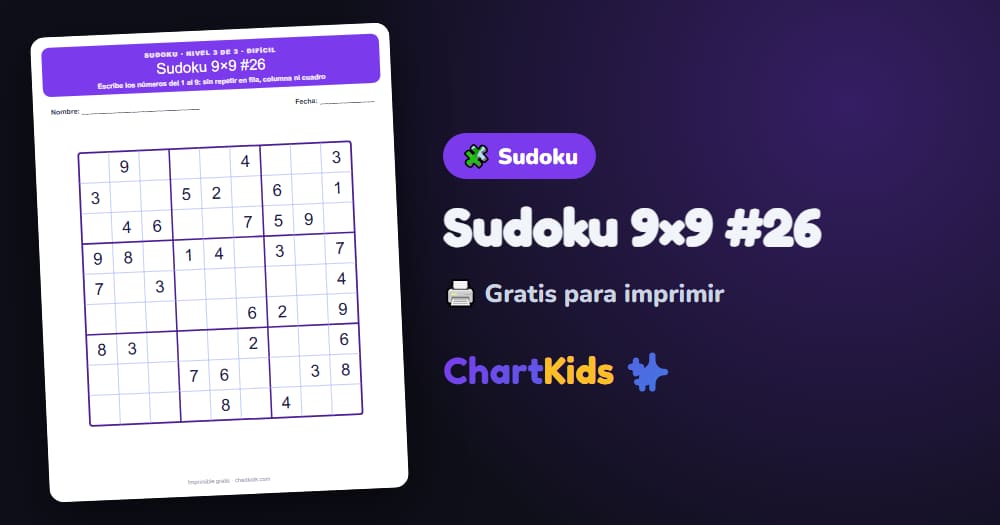 SUDOKU · NIVEL 3 DE 3 · DIFÍCIL
Sudoku 9×9 #26
Escribe los números del 1 al 9: sin repetir en fila, columna ni cuadro
Nombre: ____________________ Fecha: ____________
9 4 3
3 5 2 6 1
4 6 7 5 9
9 8 1 4 3 7
7 3 4
6 2 9
8 3 2 6
7 6 3 8
8 4
Imprimible gratis · chartkids.com
Sudoku
Sudoku 9x9 #26
Gratis para imprimir
ChartKids